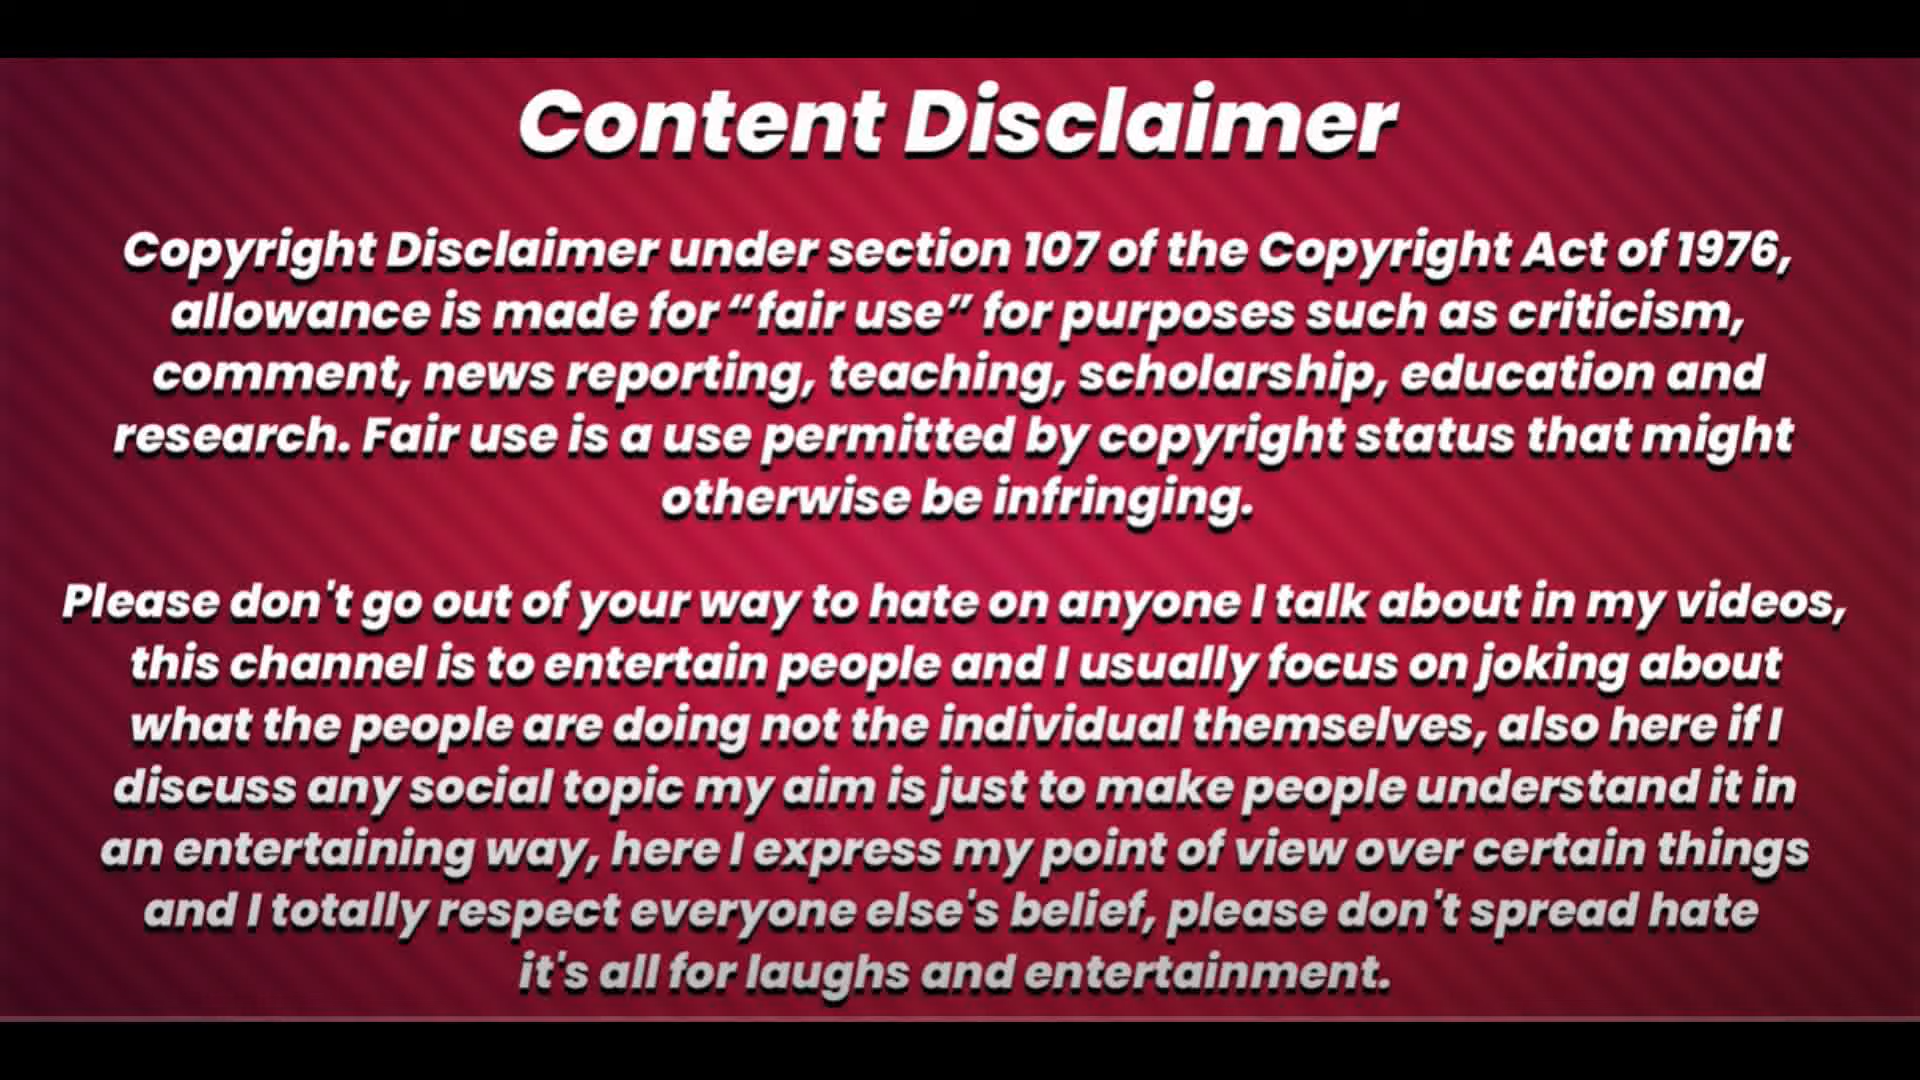 Content Disclaimer
Copyright Disclaimer under section 107 of the Copyright Act of 1976,
allowance is made for “fair use” for purposes such as criticism,
comment, news reporting, teaching, scholarship, education and
research. Fair use is a use permitted by copyright status that might
otherwise be infringing.
Please don't go out of your way to hate on anyone I talk about in my videos,
this channel is to entertain people and I usually focus on joking about
what the people are doing not the individual themselves, also here if I
discuss any social topic my aim is just to make people understand it in
an entertaining way, here I express my point of view over certain things
and I totally respect everyone else's belief, please don't spread hate
it's all for laughs and entertainment.